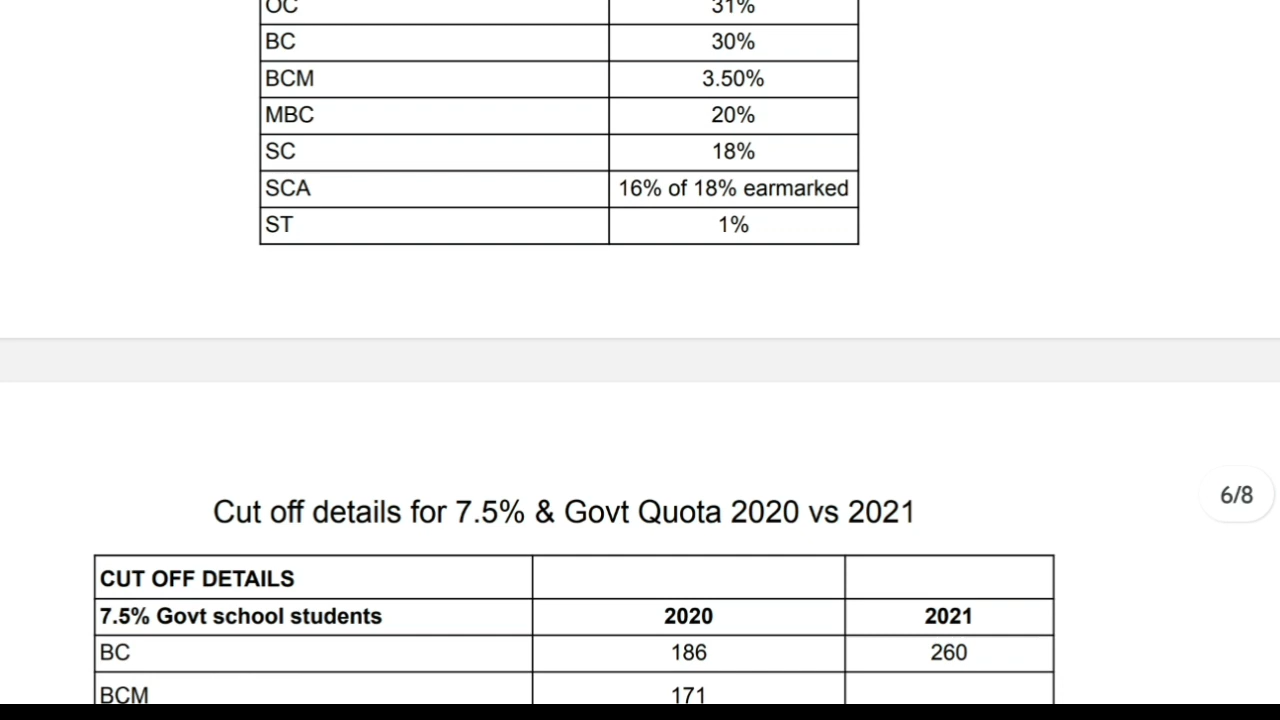 OC 31%
BC 30%
BCM 3.50%
MBC 20%
SC 18%
SCA 16% of 18% earmarked
ST 1%
6/8
Cut off details for 7.5% & Govt Quota 2020 vs 2021
CUT OFF DETAILS
7.5% Govt school students 2020 2021
BC 186 260
BCM 171